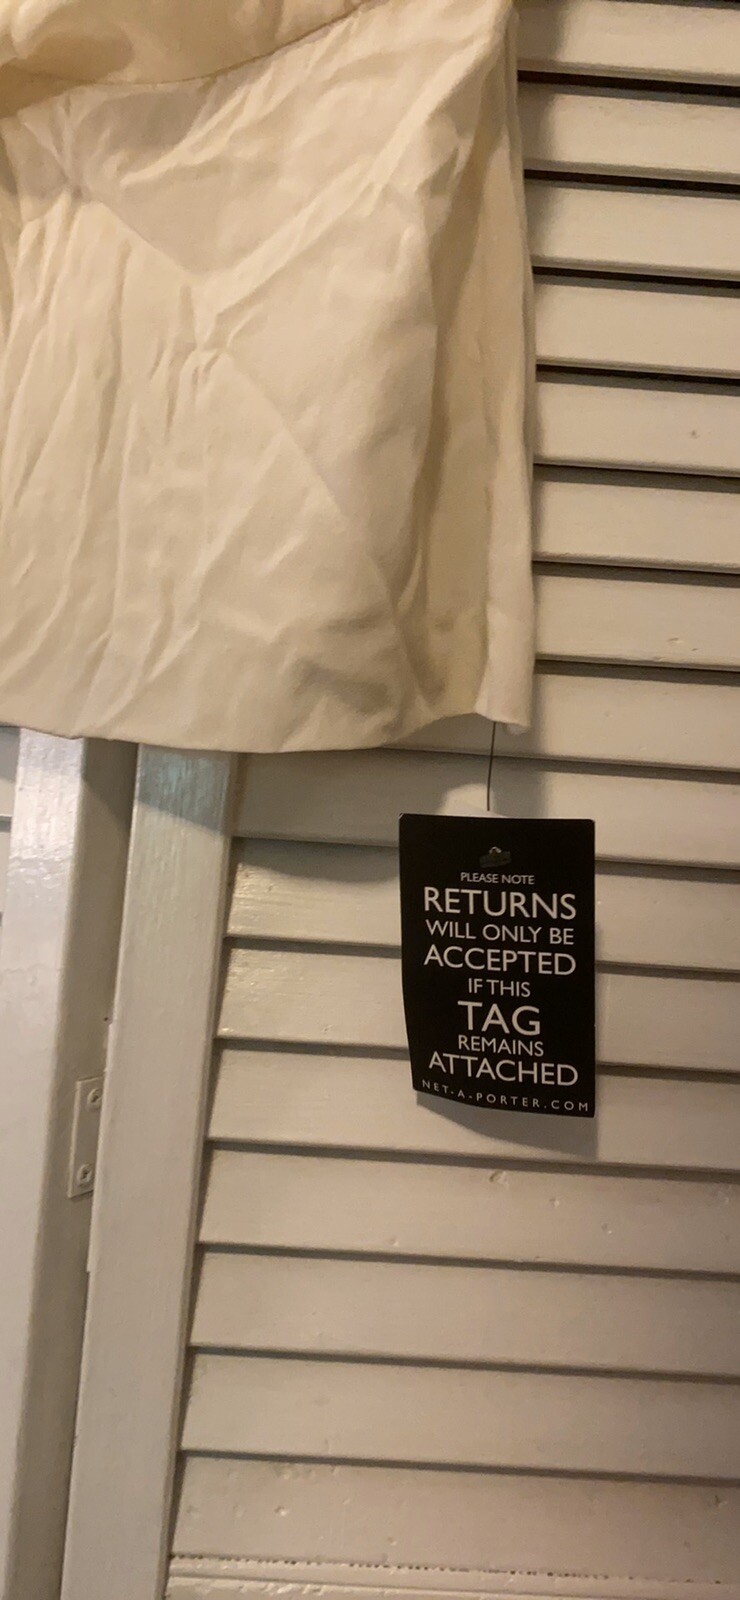 PLEASE NOTE
RETURNS
WILL ONLY BE
ACCEPTED
IF THIS
TAG
REMAINS
ATTACHED
NET-A-PORTER.COM